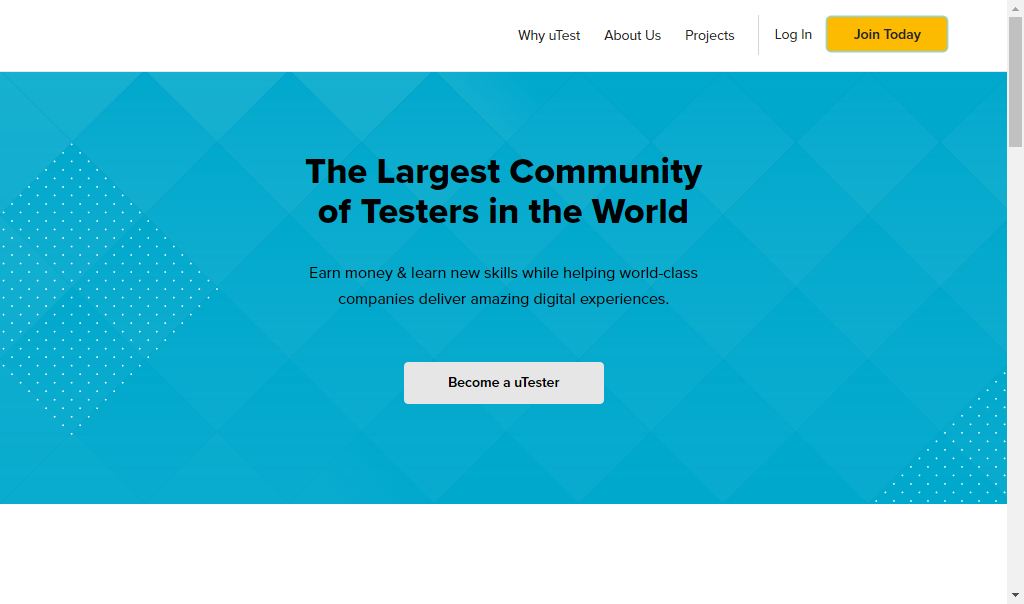 Why uTest
About Us
Projects
Log In
Join Today
The Largest Community
of Testers in the World
Earn money & learn new skills while helping world-class
companies deliver amazing digital experiences.
Become a uTester